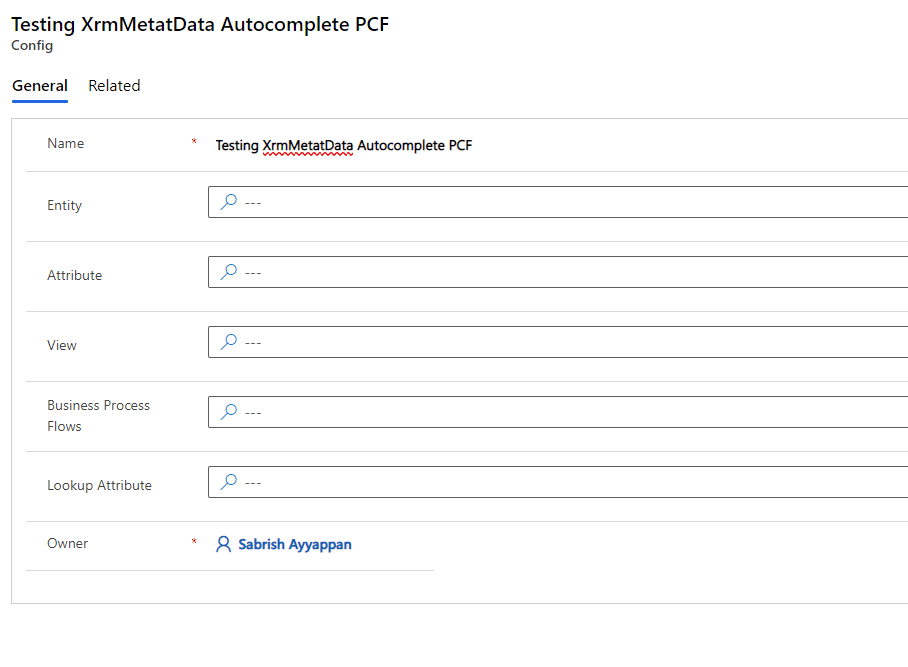 Testing XrmMetatData Autocomplete PCF
Config
General Related
Name * Testing XrmMetatData Autocomplete PCF
Entity ---
Attribute ---
View ---
Business Process
Flows ---
Lookup Attribute ---
Owner * Sabrish Ayyappan